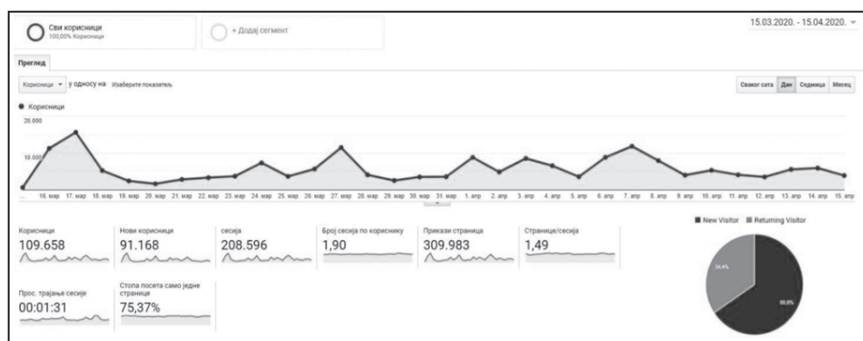 Сви корисници
100,00% Корисници
+ Додај сегмент
15.03.2020. - 15.04.2020.
Преглед
Корисници у односу на Изаберите показатељ
Сваког сата Дан Седмица Месец
Корисници
20.000
10.000
... 16. мар 17. мар 18. мар 19. мар 20. мар 21. мар 22. мар 23. мар 24. мар 25. мар 26. мар 27. мар 28. мар 29. мар 30. мар 31. мар 1. апр 2. апр 3. апр 4. апр 5. апр 6. апр 7. апр 8. апр 9. апр 10. апр 11. апр 12. апр 13. апр 14. апр 15. апр
New Visitor Returning Visitor
Корисници
109.658
Нови корисници
91.168
сесија
208.596
Број сесија по кориснику
1,90
Прикази страница
309.983
Странице/сесија
1,49
34,4%
Прос. трајање сесије
00:01:31
Стопа посета само једне
странице
75,37%